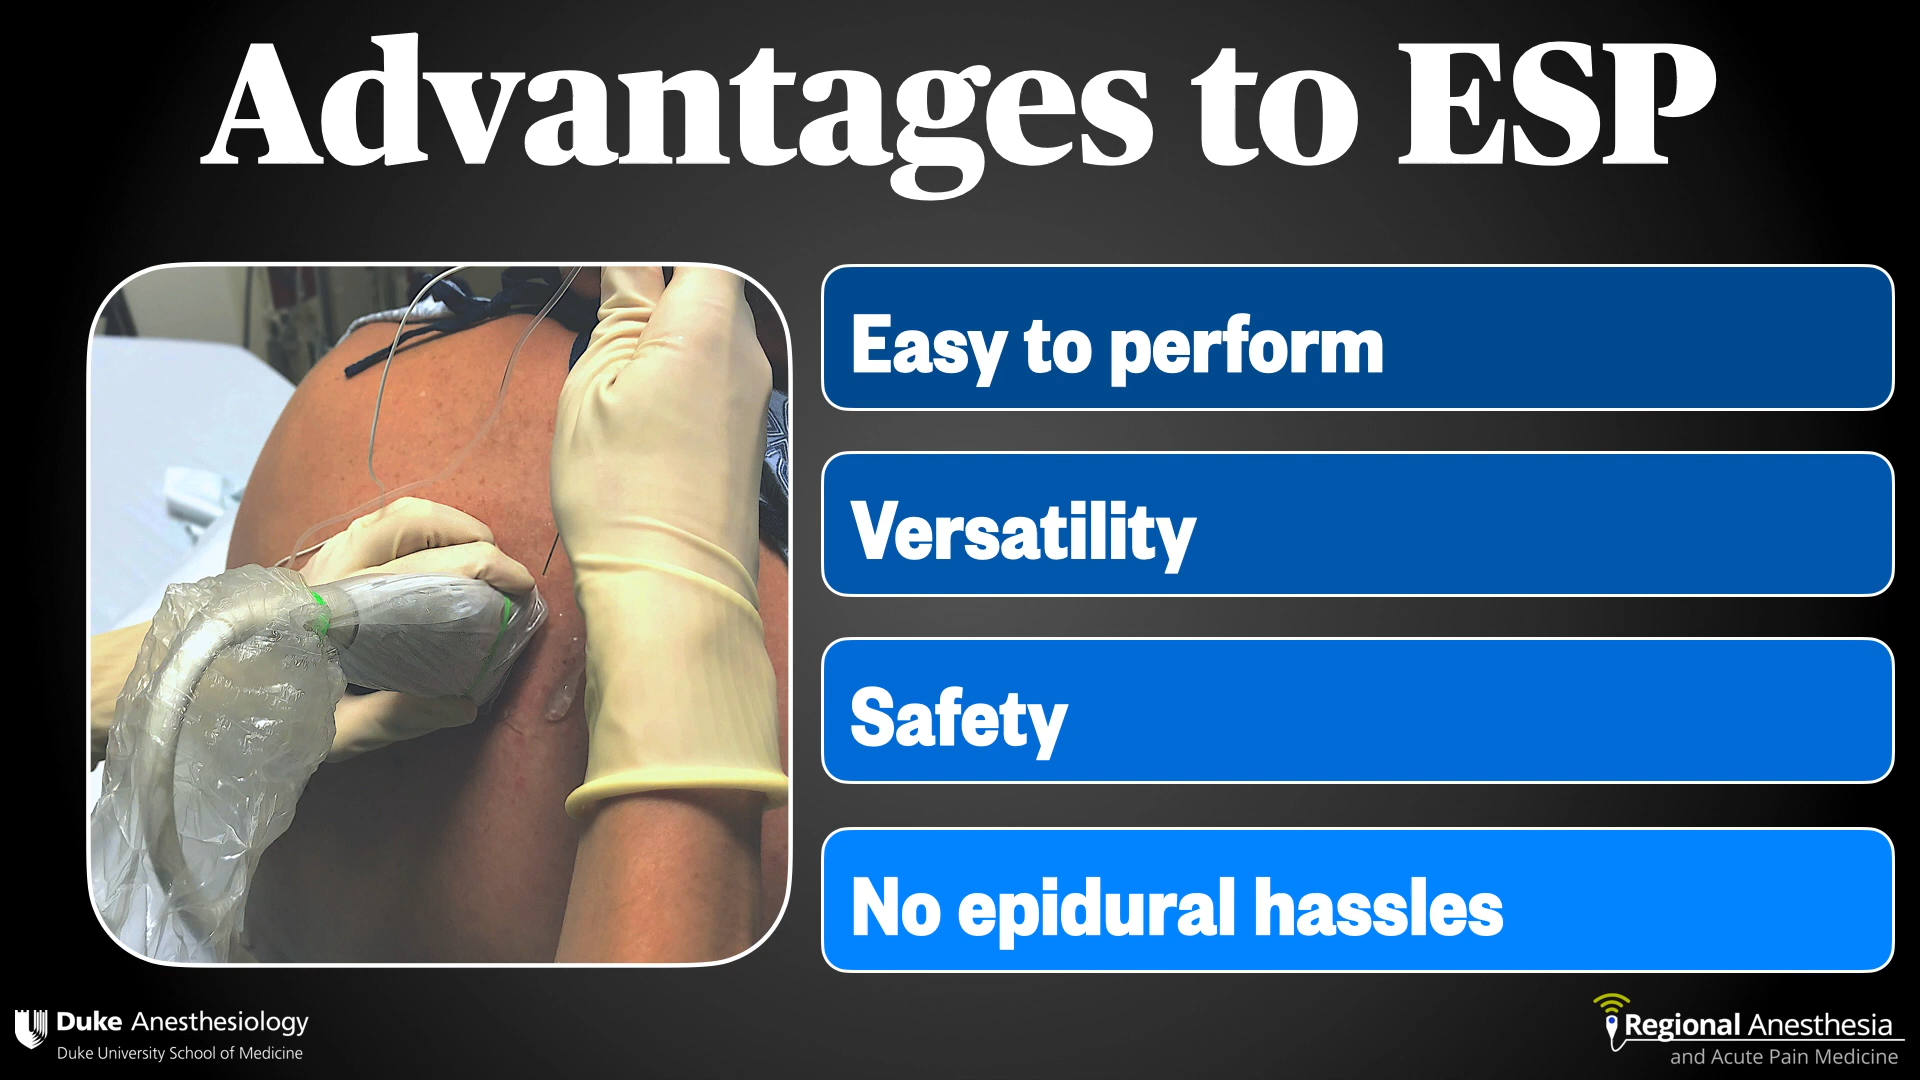 Advantages to ESP
Easy to perform
Versatility
Safety
No epidural hassles
Duke Anesthesiology
Duke University School of Medicine
Regional Anesthesia
and Acute Pain Medicine